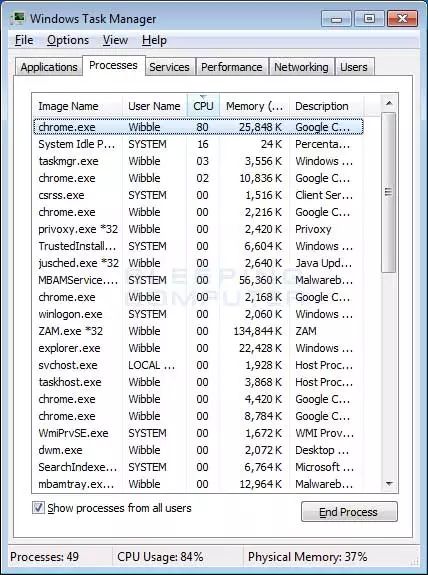 Windows Task Manager
File Options View Help
Applications Processes Services Performance Networking Users
Image Name User Name CPU Memory (... Description
chrome.exe Wibble 80 25,848 K Google C...
System Idle P... SYSTEM 16 24 K Percenta...
taskmgr.exe Wibble 03 3,556 K Windows ...
chrome.exe Wibble 02 10,836 K Google C...
csrss.exe SYSTEM 00 1,516 K Client Ser...
chrome.exe Wibble 00 2,216 K Google C...
privoxy.exe *32 Wibble 00 2,420 K Privoxy
TrustedInstall... SYSTEM 00 6,604 K Windows ...
jusched.exe *32 Wibble 00 2,640 K Java Upd...
MBAMService.... SYSTEM 00 56,360 K Malwareb...
chrome.exe Wibble 00 2,168 K Google C...
winlogon.exe SYSTEM 00 2,060 K Windows ...
ZAM.exe *32 Wibble 00 134,844 K ZAM
explorer.exe Wibble 00 22,428 K Windows ...
svchost.exe LOCAL ... 00 1,928 K Host Proc...
taskhost.exe Wibble 00 3,868 K Host Proc...
chrome.exe Wibble 00 4,420 K Google C...
chrome.exe Wibble 00 8,784 K Google C...
WmiPrvSE.exe SYSTEM 00 1,672 K WMI Prov...
dwm.exe Wibble 00 2,072 K Desktop ...
SearchIndexe... SYSTEM 00 6,764 K Microsoft ...
mbamtray.ex... Wibble 00 12,964 K Malwareb...
BLEEPING
COMPUTER
Show processes from all users End Process
Processes: 49 CPU Usage: 84% Physical Memory: 37%